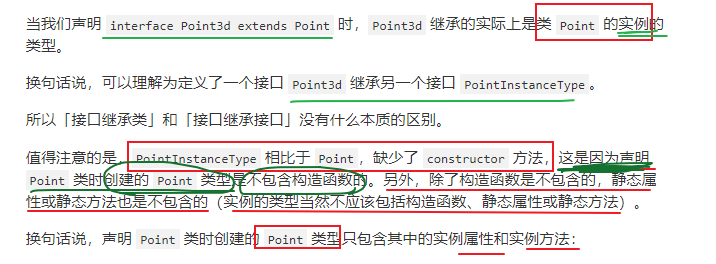 当我们声明 interface Point3d extends Point 时，Point3d 继承的实际上是类 Point 的实例的
类型。
换句话说，可以理解为定义了一个接口 Point3d 继承另一个接口 PointInstanceType。
所以「接口继承类」和「接口继承接口」没有什么本质的区别。
值得注意的是，PointInstanceType 相比于 Point，缺少了 constructor 方法，这是因为声明
Point 类时创建的 Point 类型是不包含构造函数的。另外，除了构造函数是不包含的，静态属
性或静态方法也是不包含的（实例的类型当然不应该包括构造函数、静态属性或静态方法）。
换句话说，声明 Point 类时创建的 Point 类型只包含其中的实例属性和实例方法：